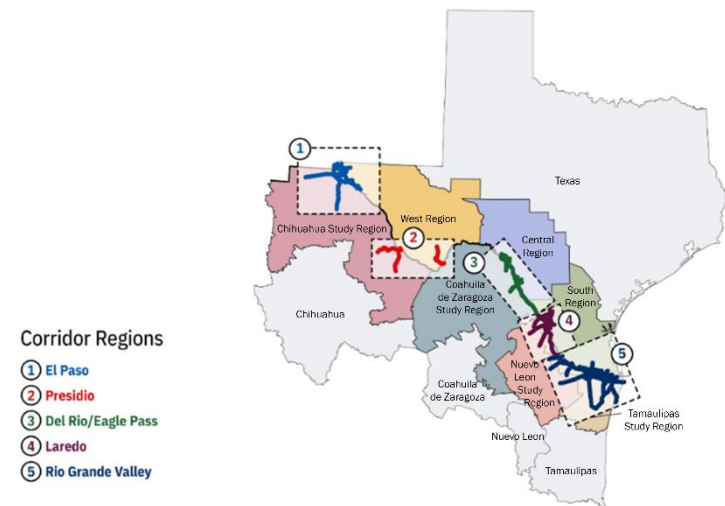 1
Texas
Chihuahua Study Region
West Region
2
Central
Region
3
Coahuila
de Zaragoza
Study Region
South
Region
4
Chihuahua
5
Nuevo
Leon
Study
Region
Coahuila
de Zaragoza
Tamaulipas
Study Region
Nuevo Leon
Tamaulipas
Corridor Regions
1 El Paso
2 Presidio
3 Del Rio/Eagle Pass
4 Laredo
5 Rio Grande Valley